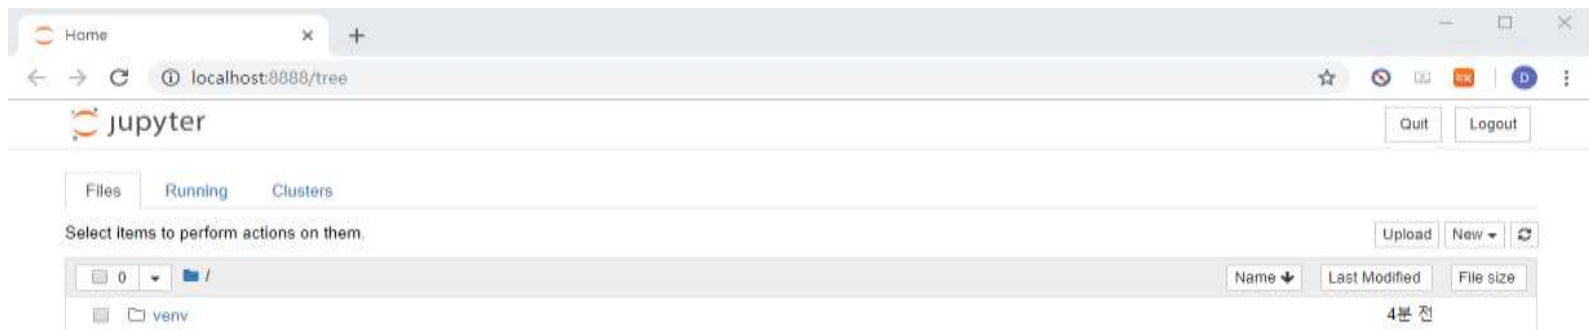 Home
localhost:8888/tree
D
jupyter
Quit Logout
Files Running Clusters
Select items to perform actions on them.
Upload New
0 /
Name Last Modified File size
venv 4분 전